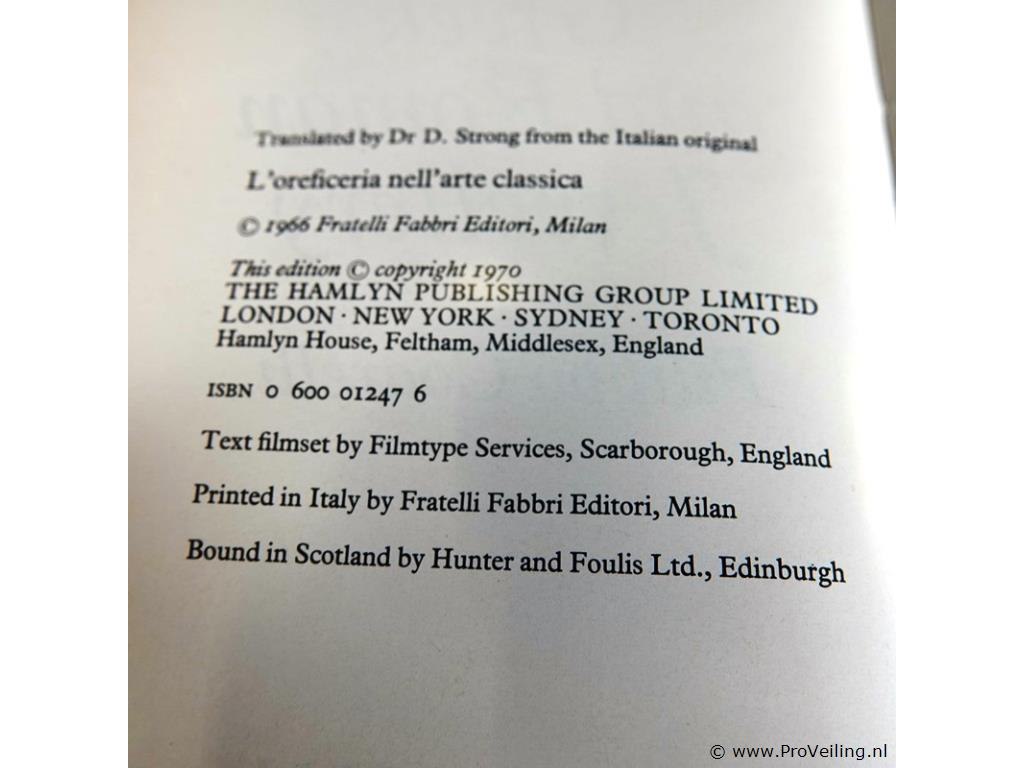 Translated by Dr D. Strong from the Italian original
L'oreficeria nell'arte classica
© 1966 Fratelli Fabbri Editori, Milan
This edition © copyright 1970
THE HAMLYN PUBLISHING GROUP LIMITED
LONDON · NEW YORK · SYDNEY · TORONTO
Hamlyn House, Feltham, Middlesex, England
ISBN 0 600 01247 6
Text filmset by Filmtype Services, Scarborough, England
Printed in Italy by Fratelli Fabbri Editori, Milan
Bound in Scotland by Hunter and Foulis Ltd., Edinburgh
© www.ProVeiling.nl